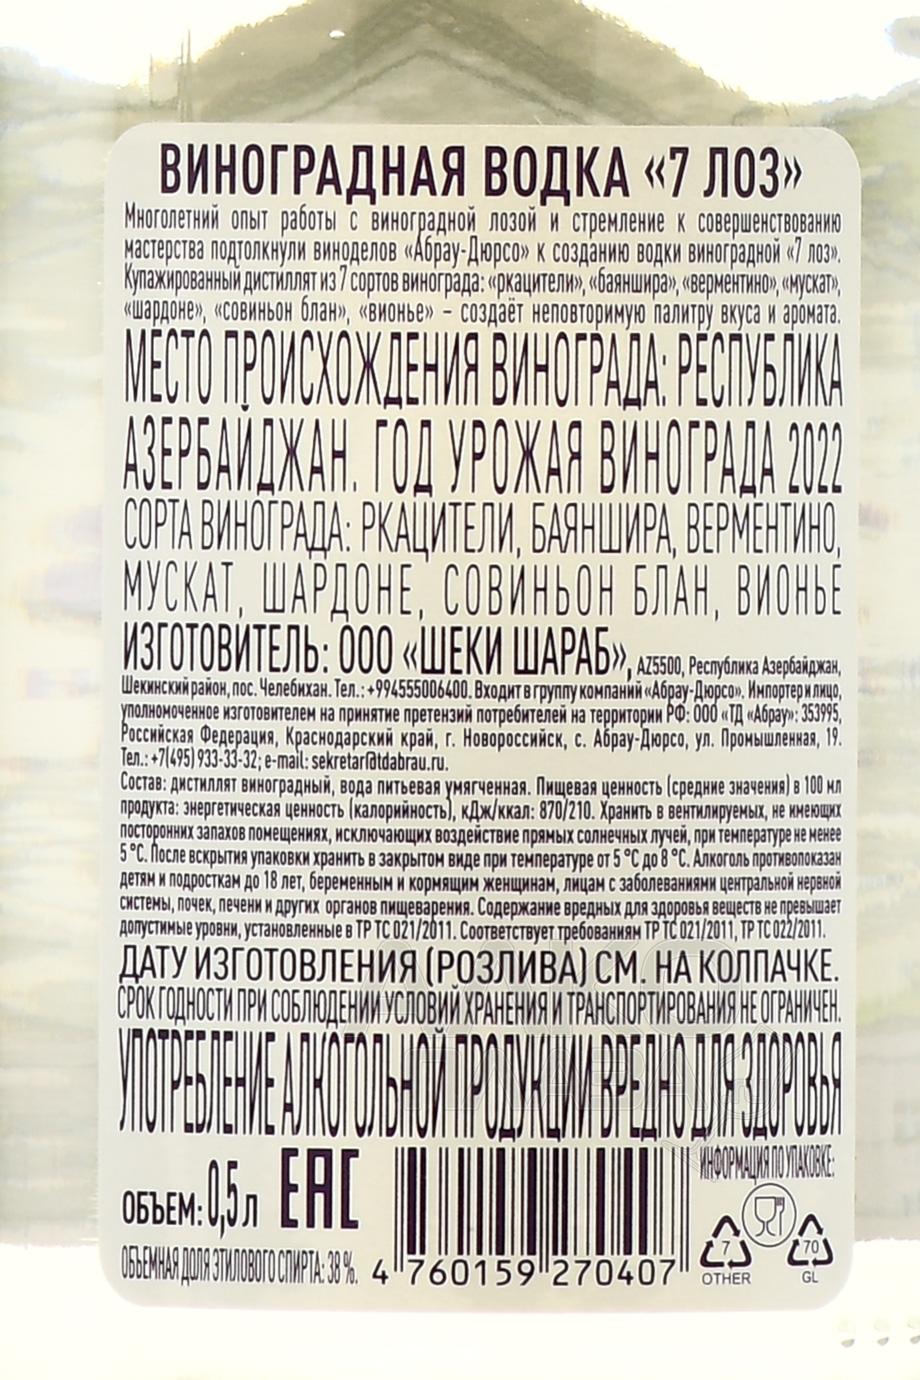 ВИНОГРАДНАЯ ВОДКА «7 ЛОЗ»
Многолетний опыт работы с виноградной лозой и стремление к совершенствованию
мастерства подтолкнули виноделов «Абрау-Дюрсо» к созданию водки виноградной «7 лоз».
Купажированный дистиллят из 7 сортов винограда: «ркацители», «баяншира», «верментино», «мускат»,
«шардоне», «совиньон блан», «вионье» – создаёт неповторимую палитру вкуса и аромата.
МЕСТО ПРОИСХОЖДЕНИЯ ВИНОГРАДА: РЕСПУБЛИКА
АЗЕРБАЙДЖАН. ГОД УРОЖАЯ ВИНОГРАДА 2022
СОРТА ВИНОГРАДА: РКАЦИТЕЛИ, БАЯНШИРА, ВЕРМЕНТИНО,
МУСКАТ, ШАРДОНЕ, СОВИНЬОН БЛАН, ВИОНЬЕ
ИЗГОТОВИТЕЛЬ: ООО «ШЕКИ ШАРАБ», AZ5500, Республика Азербайджан,
Шекинский район, пос. Челебихан. Тел.: +994555006400. Входит в группу компаний «Абрау-Дюрсо». Импортер и лицо,
уполномоченное изготовителем на принятие претензий потребителей на территории РФ: ООО «ТД «Абрау»: 353995,
Российская Федерация, Краснодарский край, г. Новороссийск, с. Абрау-Дюрсо, ул. Промышленная, 19.
Тел.: +7(495) 933-33-32; e-mail: sekretar@tdabrau.ru.
Состав: дистиллят виноградный, вода питьевая умягченная. Пищевая ценность (средние значения) в 100 мл
продукта: энергетическая ценность (калорийность), кДж/ккал: 870/210. Хранить в вентилируемых, не имеющих
посторонних запахов помещениях, исключающих воздействие прямых солнечных лучей, при температуре не менее
5 °С. После вскрытия упаковки хранить в закрытом виде при температуре от 5 °С до 8 °С. Алкоголь противопоказан
детям и подросткам до 18 лет, беременным и кормящим женщинам, лицам с заболеваниями центральной нервной
системы, почек, печени и других органов пищеварения. Содержание вредных для здоровья веществ не превышает
допустимые уровни, установленные в ТР ТС 021/2011. Соответствует требованиям ТР ТС 021/2011, ТР ТС 022/2011.
ДАТУ ИЗГОТОВЛЕНИЯ (РОЗЛИВА) СМ. НА КОЛПАЧКЕ.
СРОК ГОДНОСТИ ПРИ СОБЛЮДЕНИИ УСЛОВИЙ ХРАНЕНИЯ И ТРАНСПОРТИРОВАНИЯ НЕ ОГРАНИЧЕН.
УПОТРЕБЛЕНИЕ АЛКОГОЛЬНОЙ ПРОДУКЦИИ ВРЕДНО ДЛЯ ЗДОРОВЬЯ
ИНФОРМАЦИЯ ПО УПАКОВКЕ:
ОБЪЕМ: 0,5 л EAC
7 70
OTHER GL
ОБЪЕМНАЯ ДОЛЯ ЭТИЛОВОГО СПИРТА: 38 %. 4 760159 270407